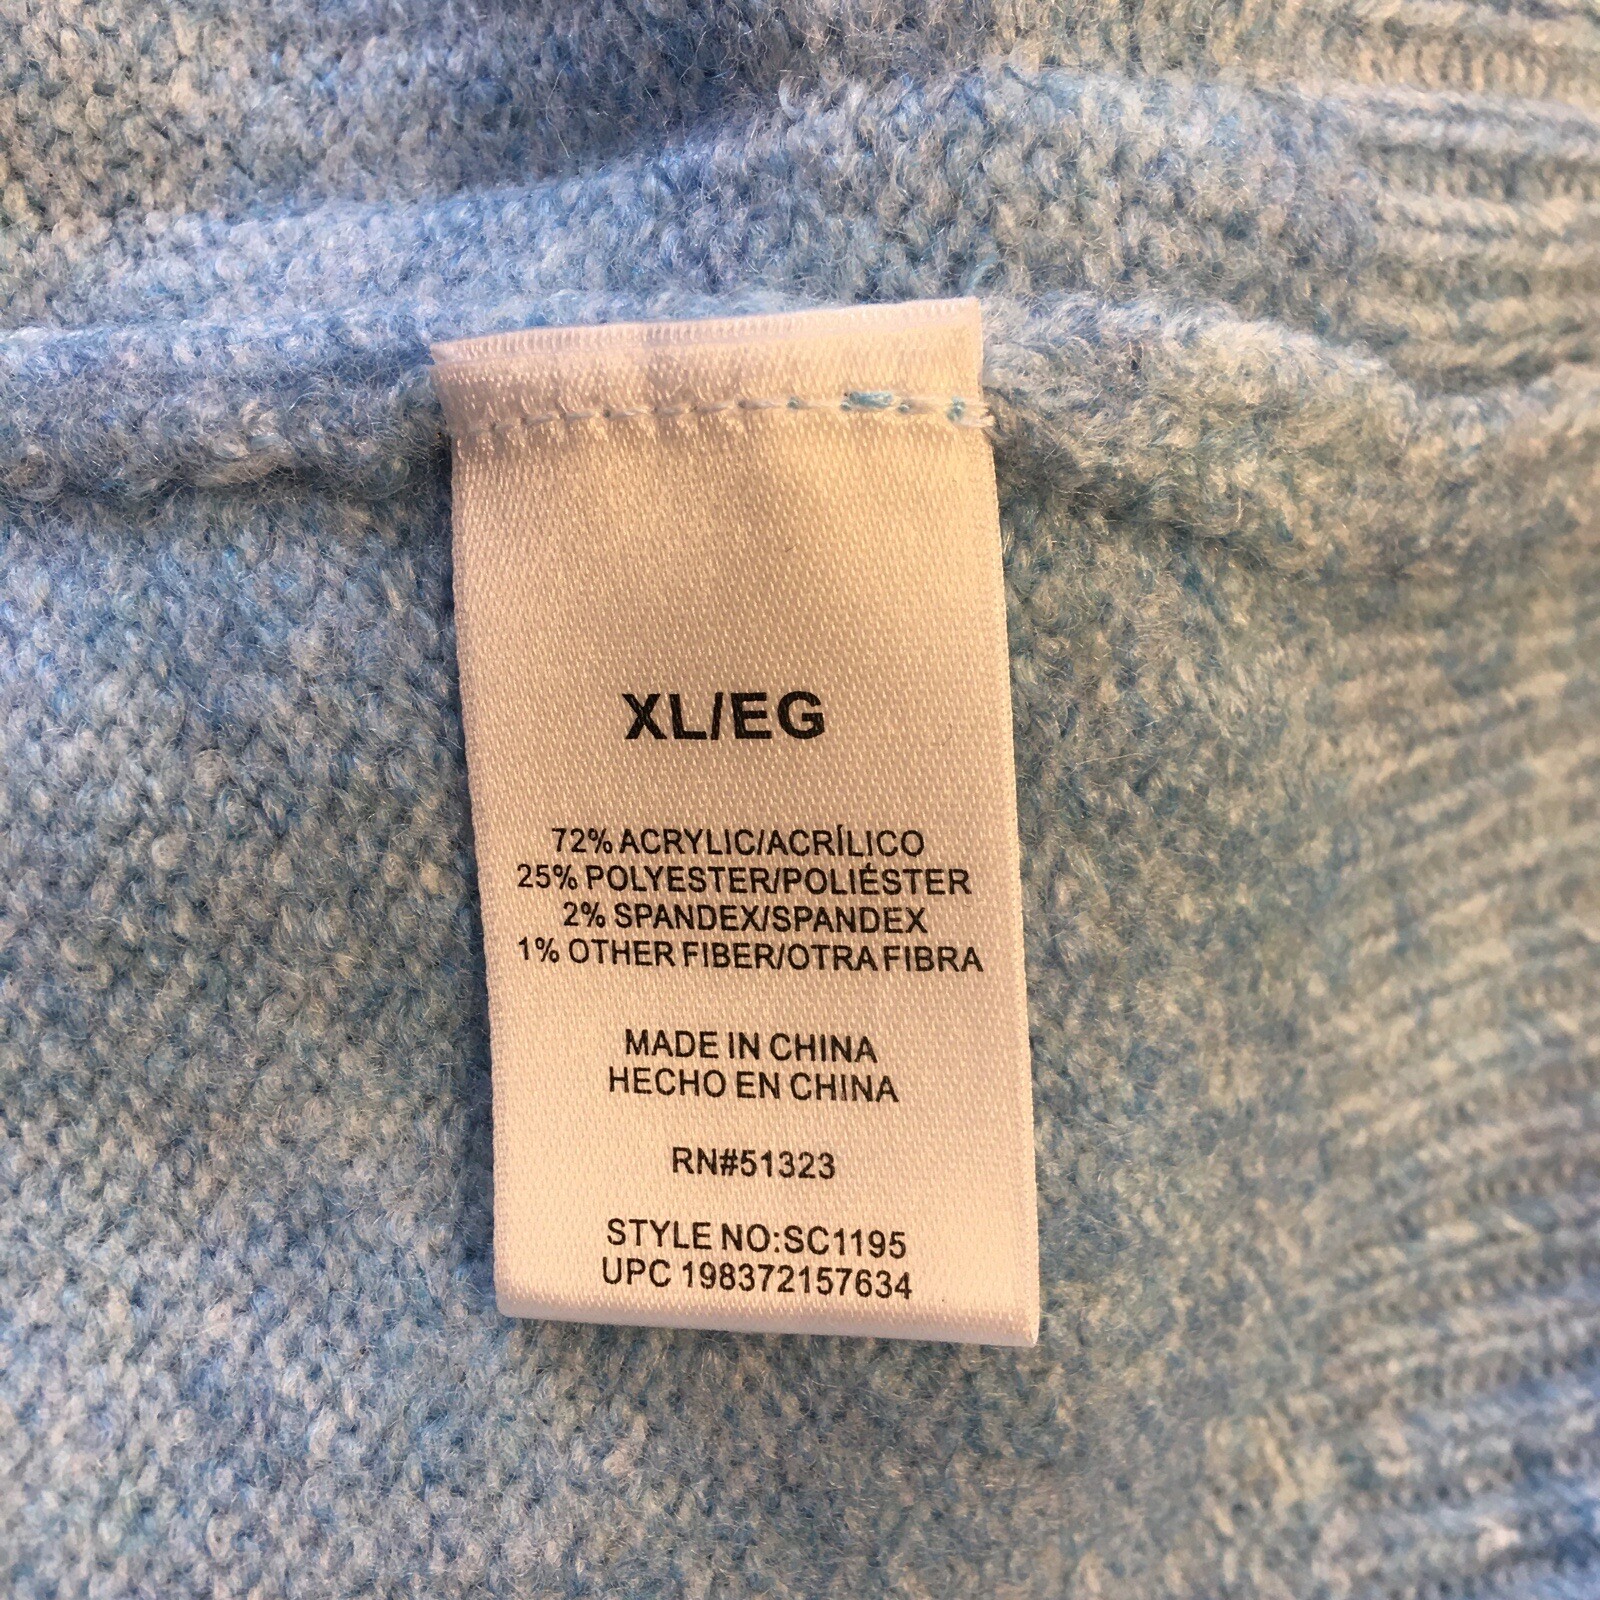 XL/EG
72% ACRYLIC/ACRÍLICO
25% POLYESTER/POLIÉSTER
2% SPANDEX/SPANDEX
1% OTHER FIBER/OTRA FIBRA
MADE IN CHINA
HECHO EN CHINA
RN#51323
STYLE NO:SC1195
UPC 198372157634